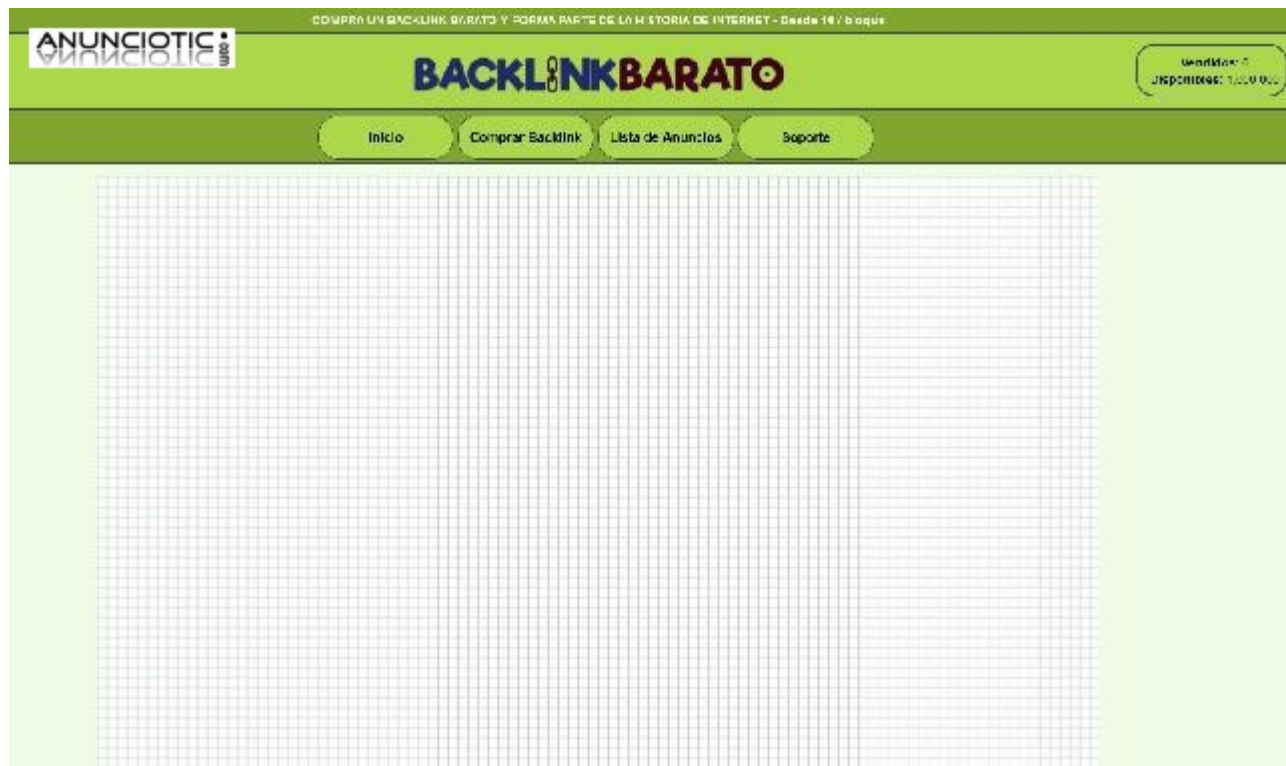 COMPRA UN BACKLINK BARATO Y FORMA PARTE DE LA HISTORIA DE INTERNET - Desde 1€ / bloque
ANUNCIOTIC.com
BACKLINKBARATO
Vendidos: 0
Disponibles: 1,000,000
Inicio
Comprar Backlink
Lista de Anuncios
Soporte